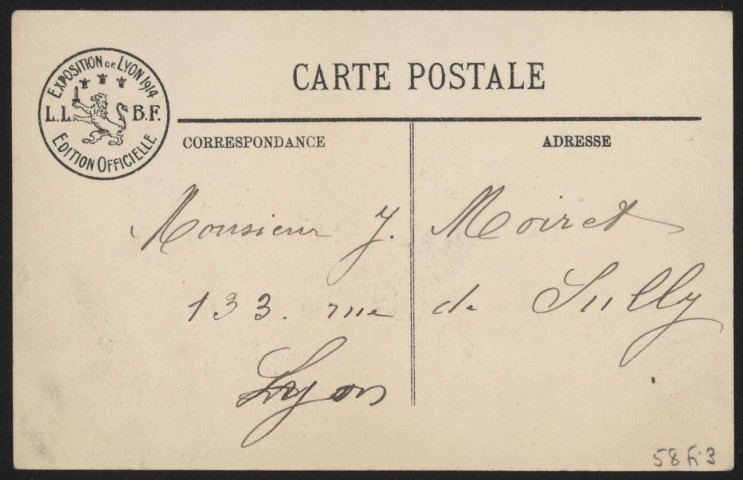 EXPOSITION DE LYON 1914
L.L. B.F.
EDITION OFFICIELLE
CARTE POSTALE
CORRESPONDANCE ADRESSE
Monsieur J. Moiret
133. rue de Sully
Lyon
58fi3